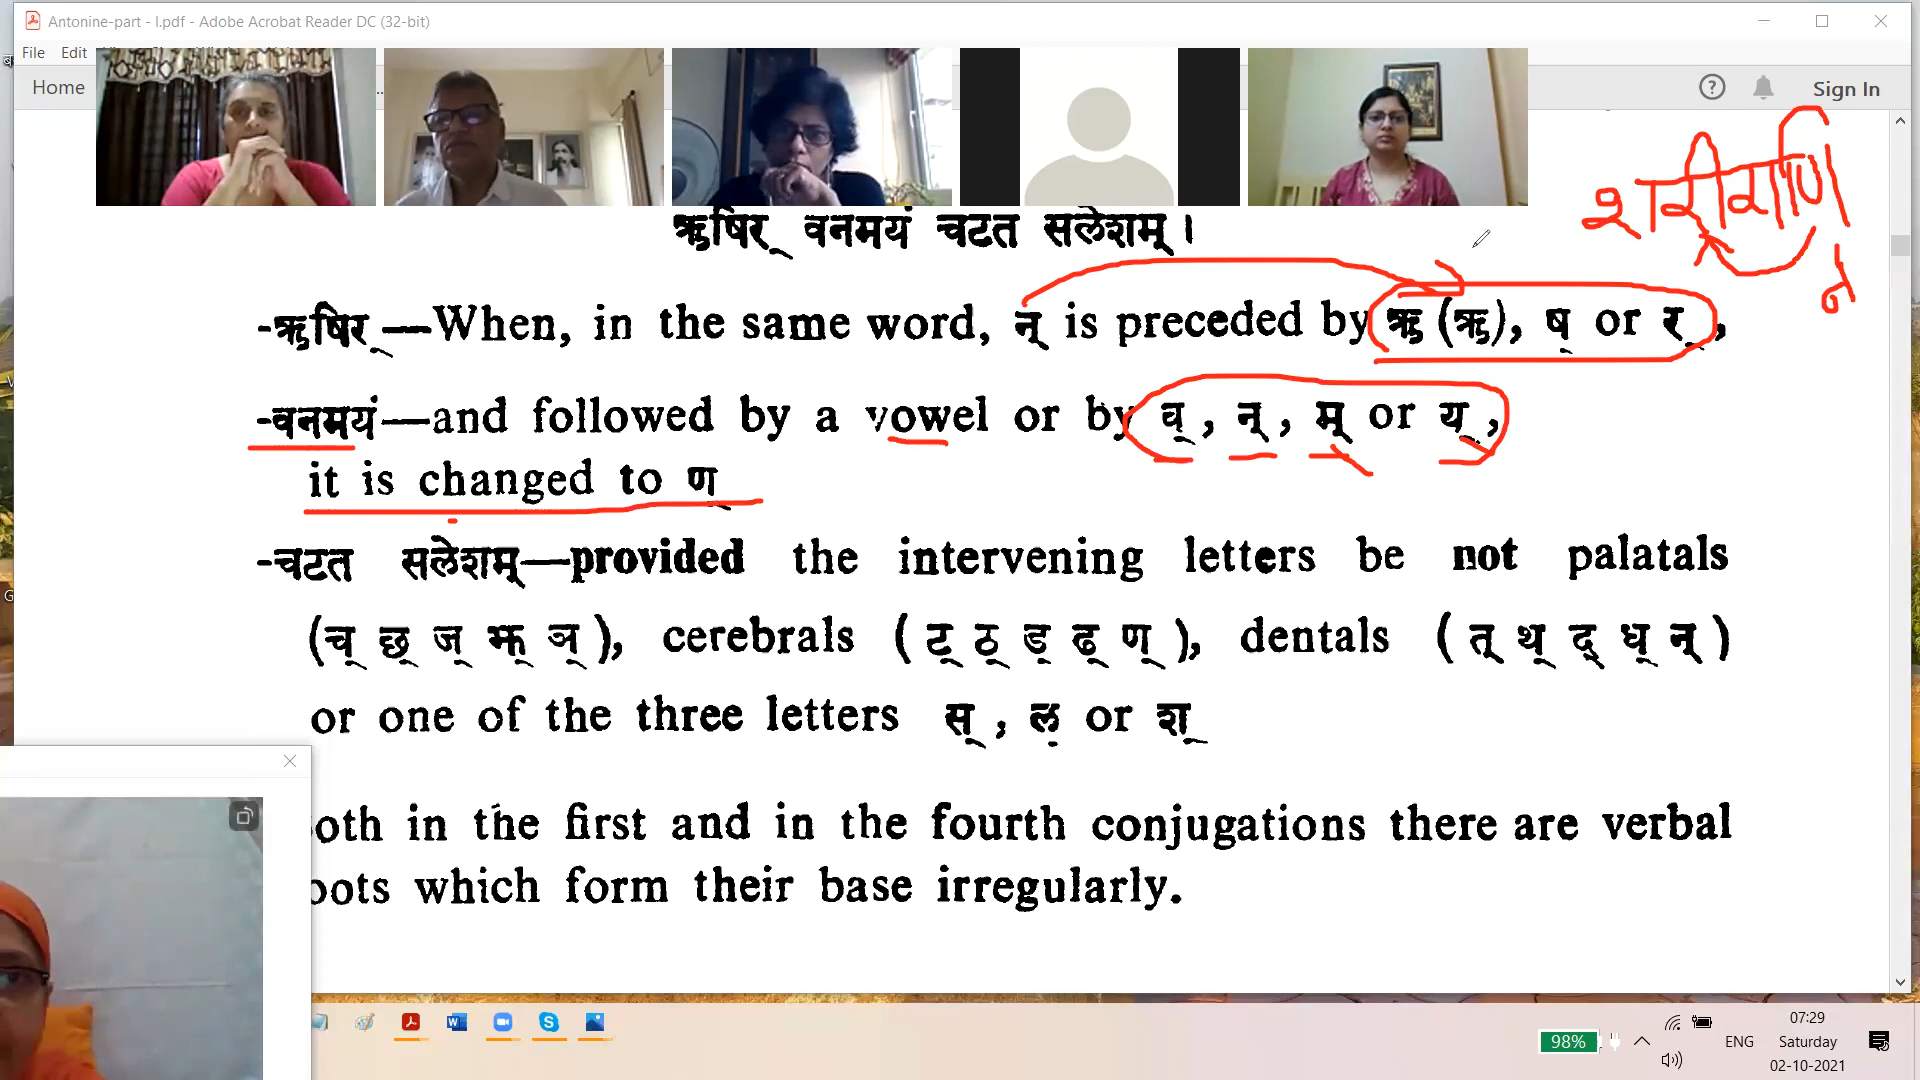 Antonine-part - I.pdf - Adobe Acrobat Reader DC (32-bit)
File Edit
Home Sign In
शरीराणि
न्
ऋषिर् वनमयं चटत सलेशम् ।
-ऋषिर्—When, in the same word, न् is preceded by ऋ (ॠ), ष् or र्,
-वनमयं—and followed by a vowel or by व्, न्, म् or य्,
it is changed to ण्
-चटत सलेशम्—provided the intervening letters be not palatals
(च् छ् ज् झ् ञ्), cerebrals (ट् ठ् ड् ढ् ण्), dentals (त् थ् द् ध् न्)
or one of the three letters स्, ल् or श्
oth in the first and in the fourth conjugations there are verbal
oots which form their base irregularly.
98% ENG
07:29
Saturday
02-10-2021